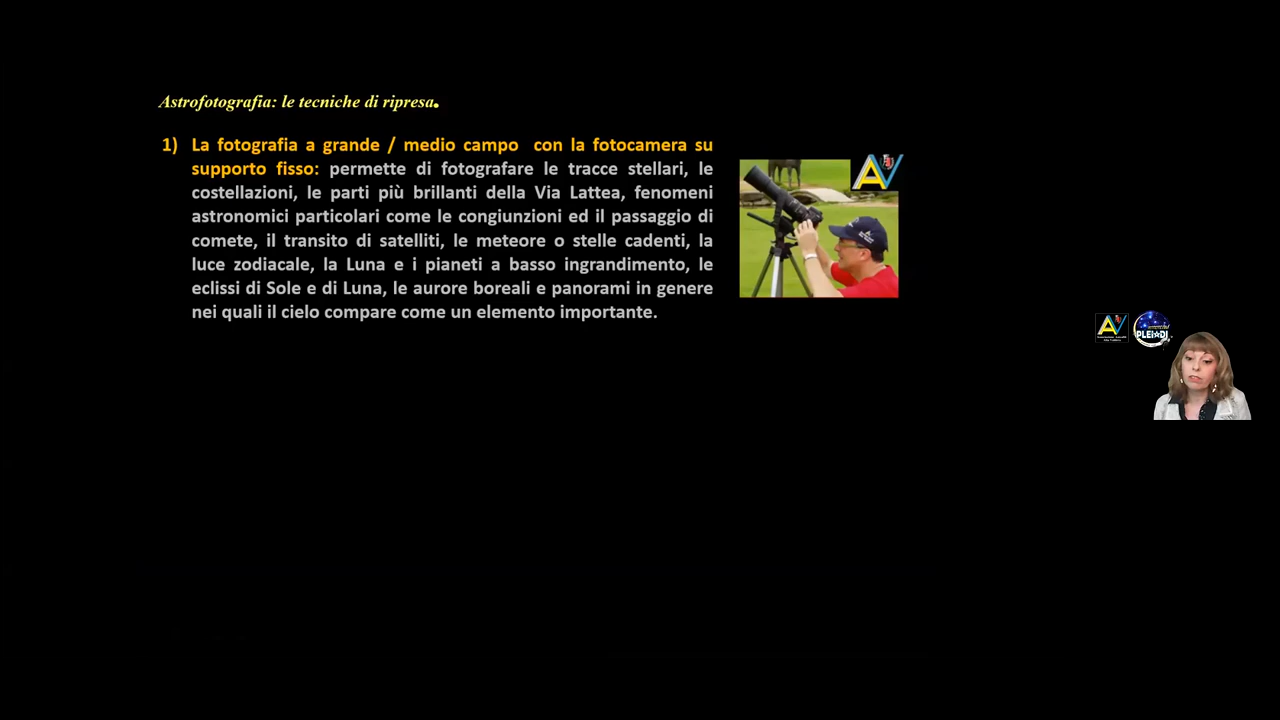 Astrofotografia: le tecniche di ripresa.
1) La fotografia a grande / medio campo con la fotocamera su
supporto fisso: permette di fotografare le tracce stellari, le
costellazioni, le parti più brillanti della Via Lattea, fenomeni
astronomici particolari come le congiunzioni ed il passaggio di
comete, il transito di satelliti, le meteore o stelle cadenti, la
luce zodiacale, la Luna e i pianeti a basso ingrandimento, le
eclissi di Sole e di Luna, le aurore boreali e panorami in genere
nei quali il cielo compare come un elemento importante.
AV
AV